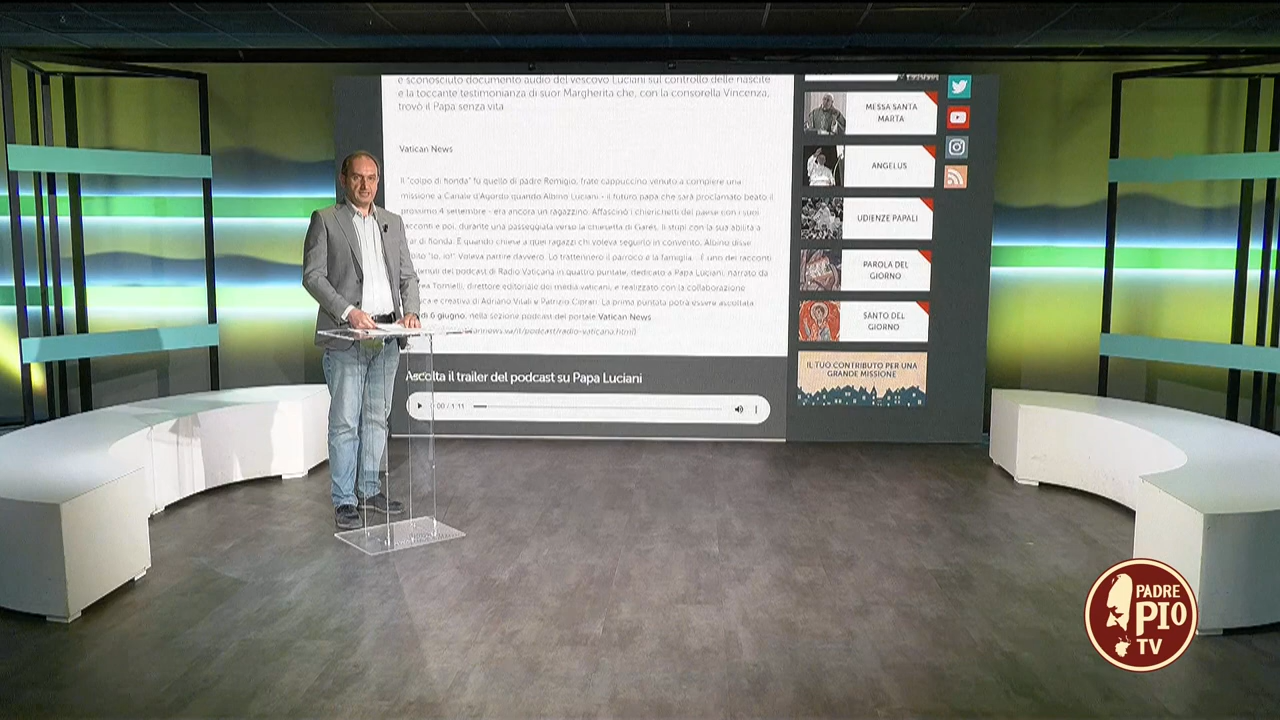 e sconosciuto documento audio del vescovo Luciani sul controllo delle nascite
e la toccante testimonianza di suor Margherita che, con la consorella Vincenza,
trovò il Papa senza vita
Vatican News
Il "colpo di fionda" fu quello di padre Remigio, frate cappuccino venuto a compiere una
missione a Canale d'Agordo quando Albino Luciani - il futuro papa che sarà proclamato beato il
prossimo 4 settembre - era ancora un ragazzino. Affascinò i chierichetti del paese con i suoi
racconti e poi, durante una passeggiata verso la chiesetta di Garés, li stupì con la sua abilità a
di fionda. E quando chiese a quei ragazzi chi voleva seguirlo in convento, Albino disse
"Io, io!". Voleva partire davvero. Lo trattennero il parroco e la famiglia. È uno dei racconti
del podcast di Radio Vaticana in quattro puntate, dedicato a Papa Luciani, narrato da
Tornielli, direttore editoriale dei media vaticani, e realizzato con la collaborazione
e creativa di Adriano Vitali e Patrizio Ciprari. La prima puntata potrà essere ascoltata
di 6 giugno, nella sezione podcast del portale Vatican News
Ascolta il trailer del podcast su Papa Luciani
00 / 1:11
MESSA SANTA
MARTA
ANGELUS
UDIENZE PAPALI
PAROLA DEL
GIORNO
SANTO DEL
GIORNO
IL TUO CONTRIBUTO PER UNA
GRANDE MISSIONE
PADRE
PIO
TV